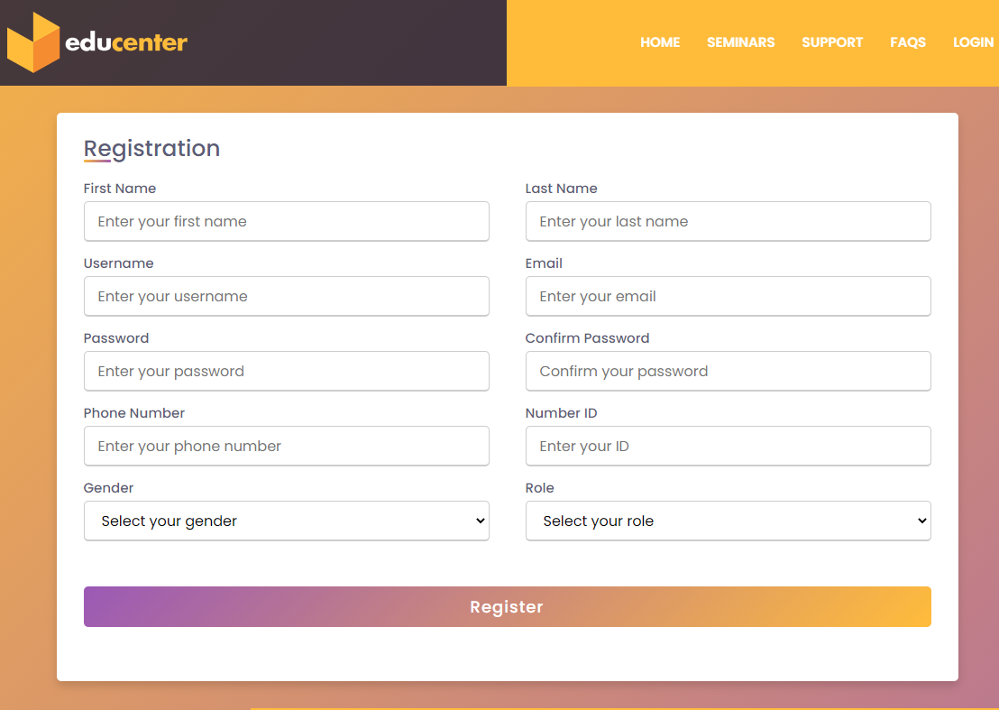 educenter
HOME SEMINARS SUPPORT FAQS LOGIN
Registration
First Name Last Name
Enter your first name Enter your last name
Username Email
Enter your username Enter your email
Password Confirm Password
Enter your password Confirm your password
Phone Number Number ID
Enter your phone number Enter your ID
Gender Role
Select your gender Select your role
Register